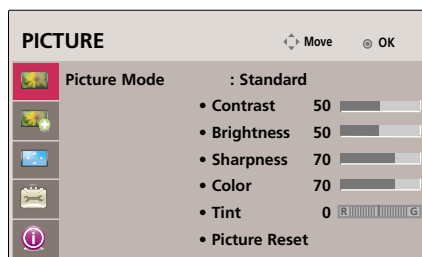 PICTURE Move OK
Picture Mode : Standard
• Contrast 50
• Brightness 50
• Sharpness 70
• Color 70
• Tint 0 R G
• Picture Reset